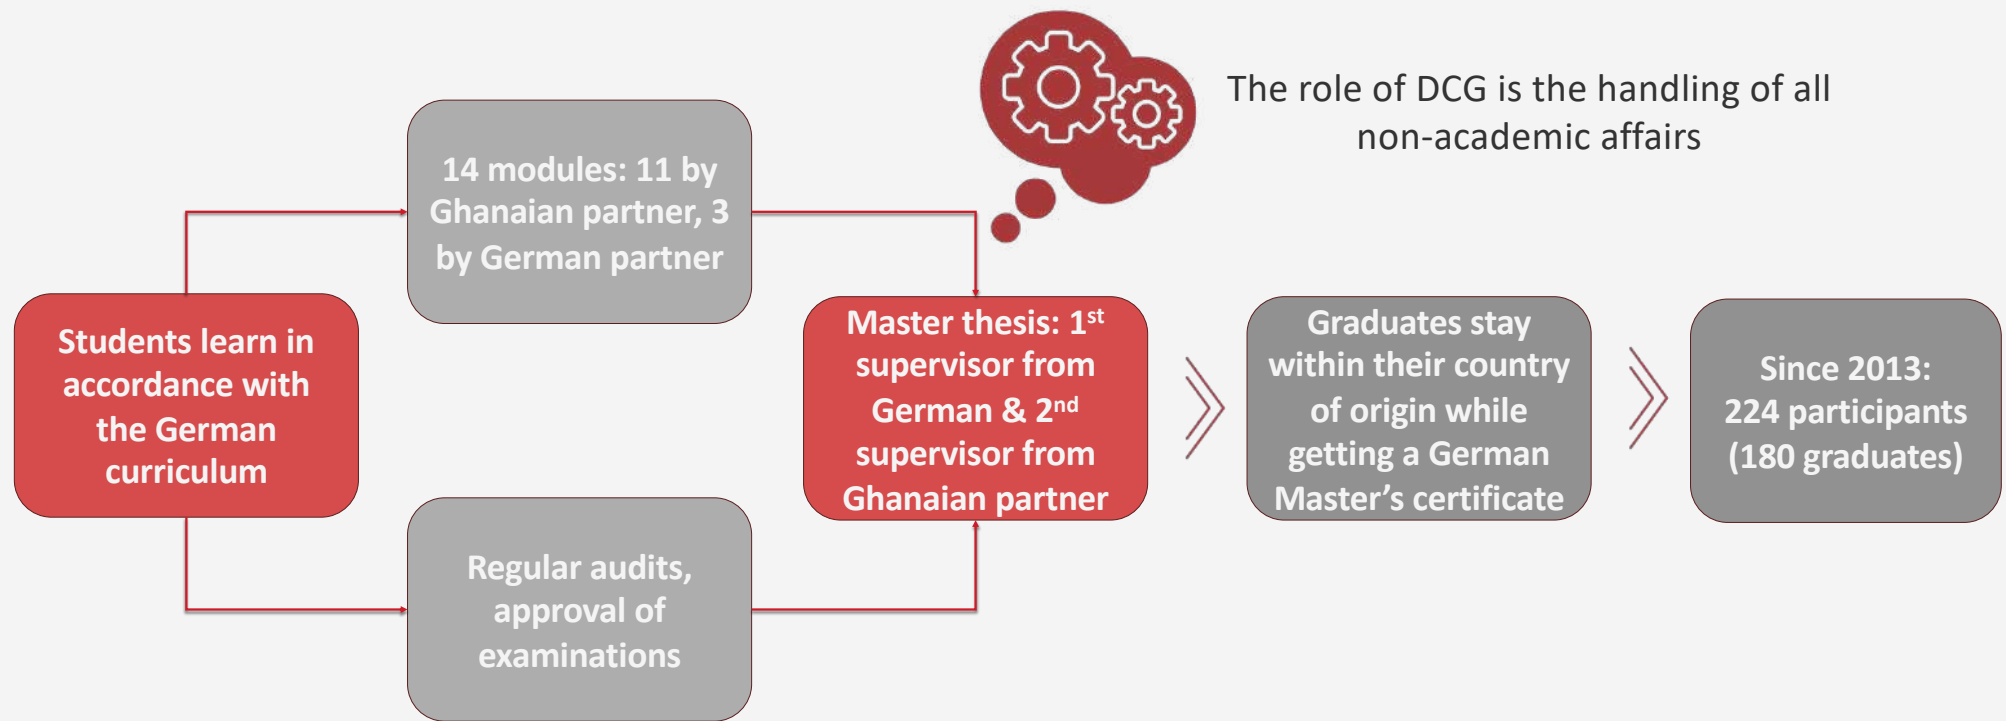 The role of DCG is the handling of all
non-academic affairs
14 modules: 11 by
Ghanaian partner, 3
by German partner
Students learn in
accordance with
the German
curriculum
Regular audits,
approval of
examinations
Master thesis: 1st
supervisor from
German & 2nd
supervisor from
Ghanaian partner
Graduates stay
within their country
of origin while
getting a German
Master’s certificate
Since 2013:
224 participants
(180 graduates)